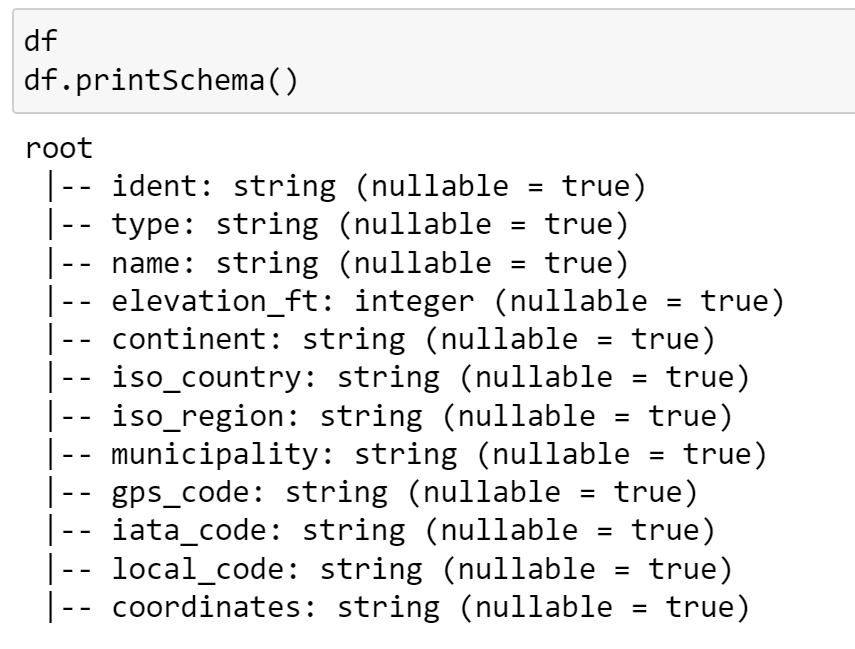 df
df.printSchema()
root
|-- ident: string (nullable = true)
|-- type: string (nullable = true)
|-- name: string (nullable = true)
|-- elevation_ft: integer (nullable = true)
|-- continent: string (nullable = true)
|-- iso_country: string (nullable = true)
|-- iso_region: string (nullable = true)
|-- municipality: string (nullable = true)
|-- gps_code: string (nullable = true)
|-- iata_code: string (nullable = true)
|-- local_code: string (nullable = true)
|-- coordinates: string (nullable = true)